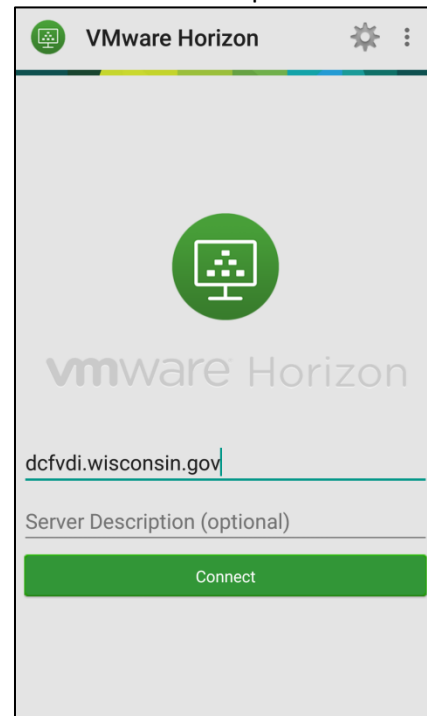 VMware Horizon
vmware Horizon
dcfvdi.wisconsin.gov
Server Description (optional)
Connect